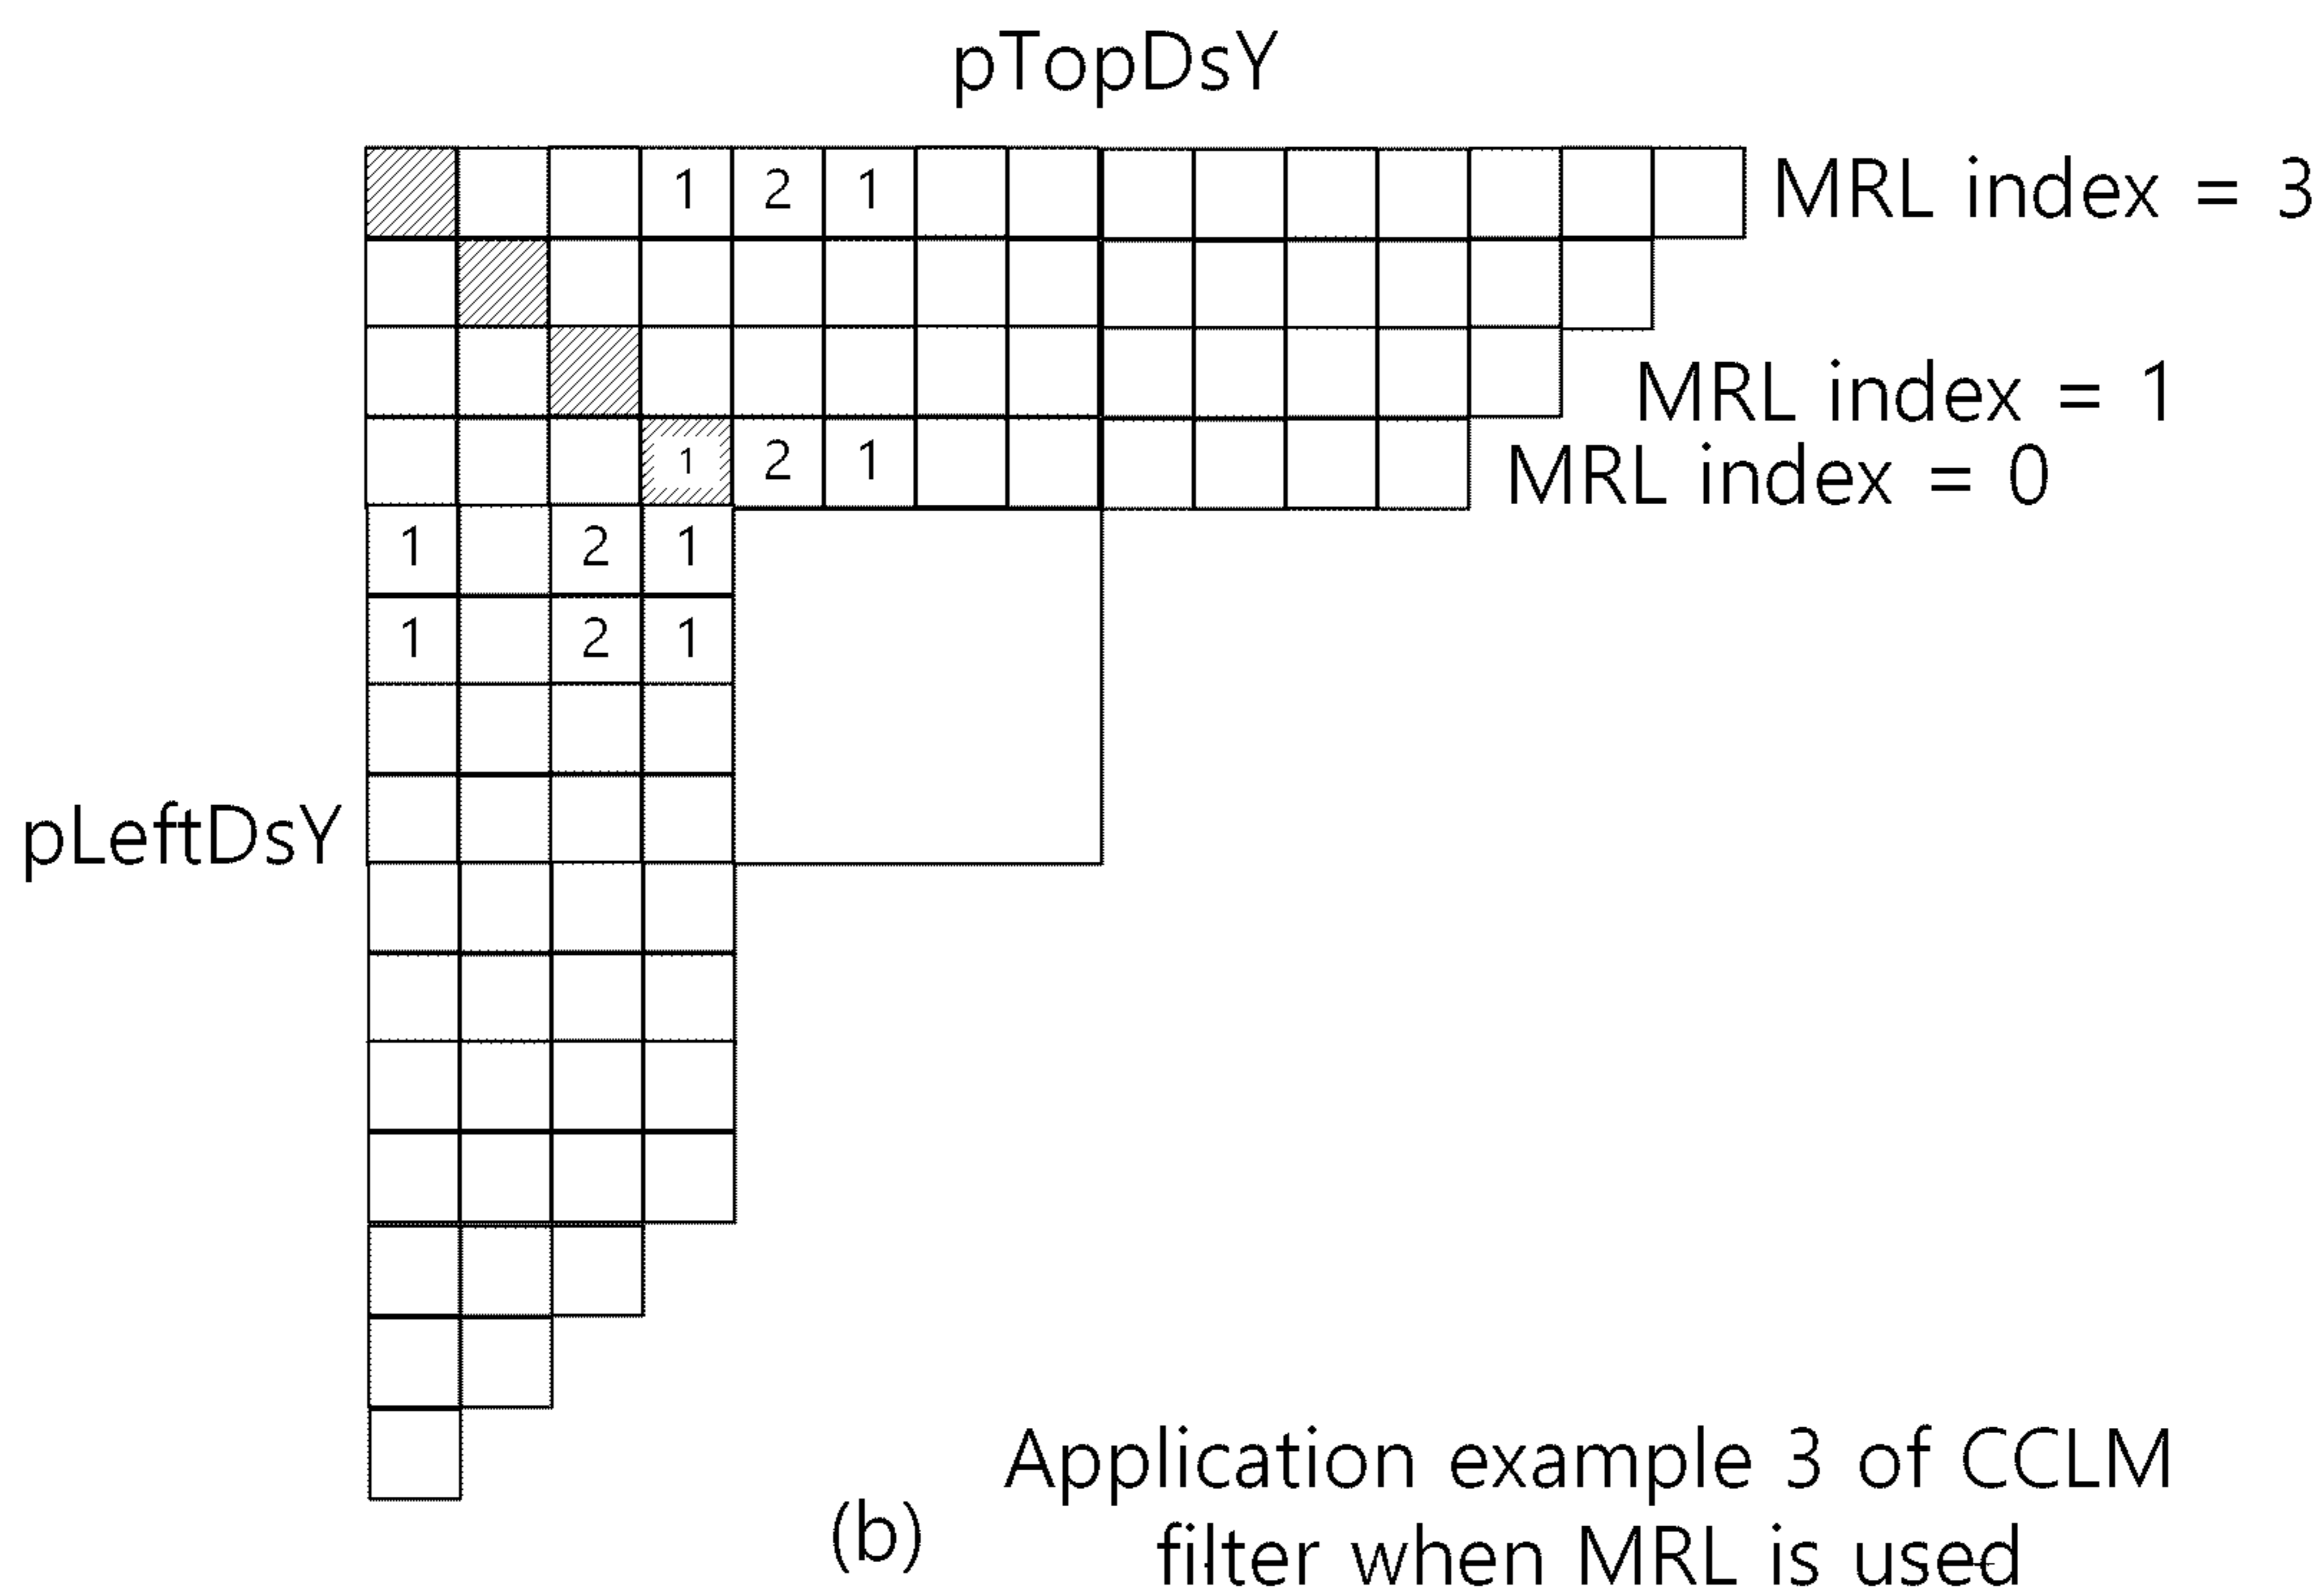 pTopDsY
1 2 1 MRL index = 3
MRL index = 1
1 2 1 MRL index = 0
1 2 1
1 2 1
pLeftDsY
Application example 3 of CCLM
(b) filter when MRL is used